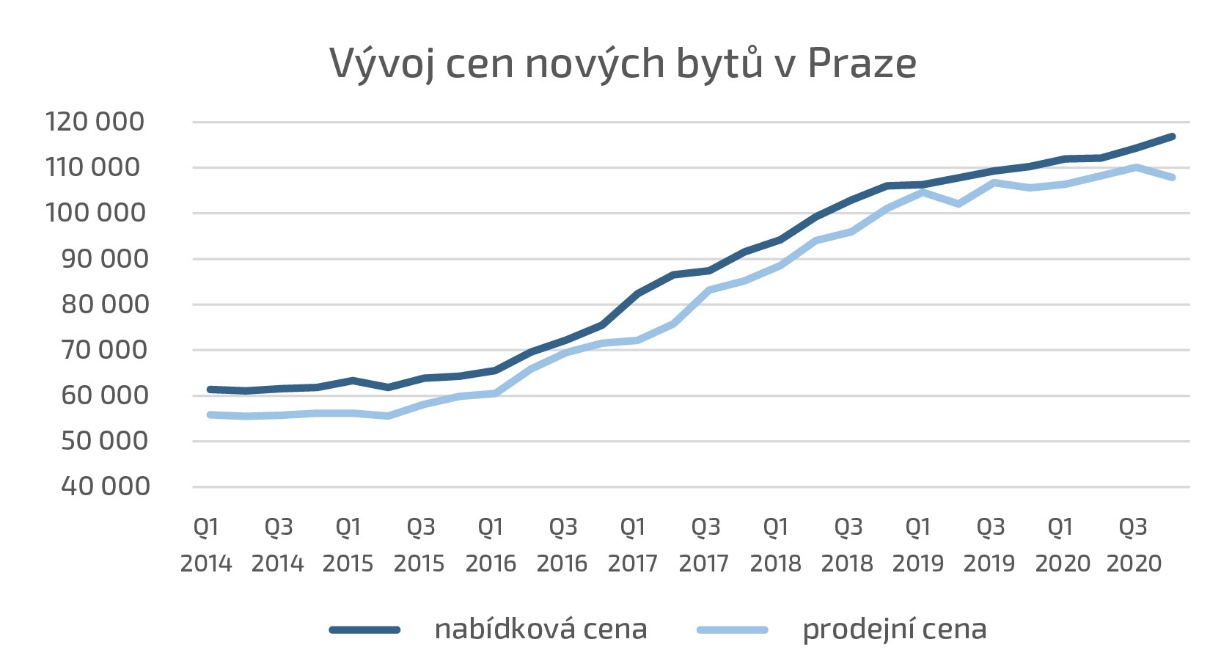 Vývoj cen nových bytů v Praze
120 000
110 000
100 000
90 000
80 000
70 000
60 000
50 000
40 000
Q1 Q3 Q1 Q3 Q1 Q3 Q1 Q3 Q1 Q3 Q1 Q3 Q1 Q3
2014 2014 2015 2015 2016 2016 2017 2017 2018 2018 2019 2019 2020 2020
nabídková cena prodejní cena